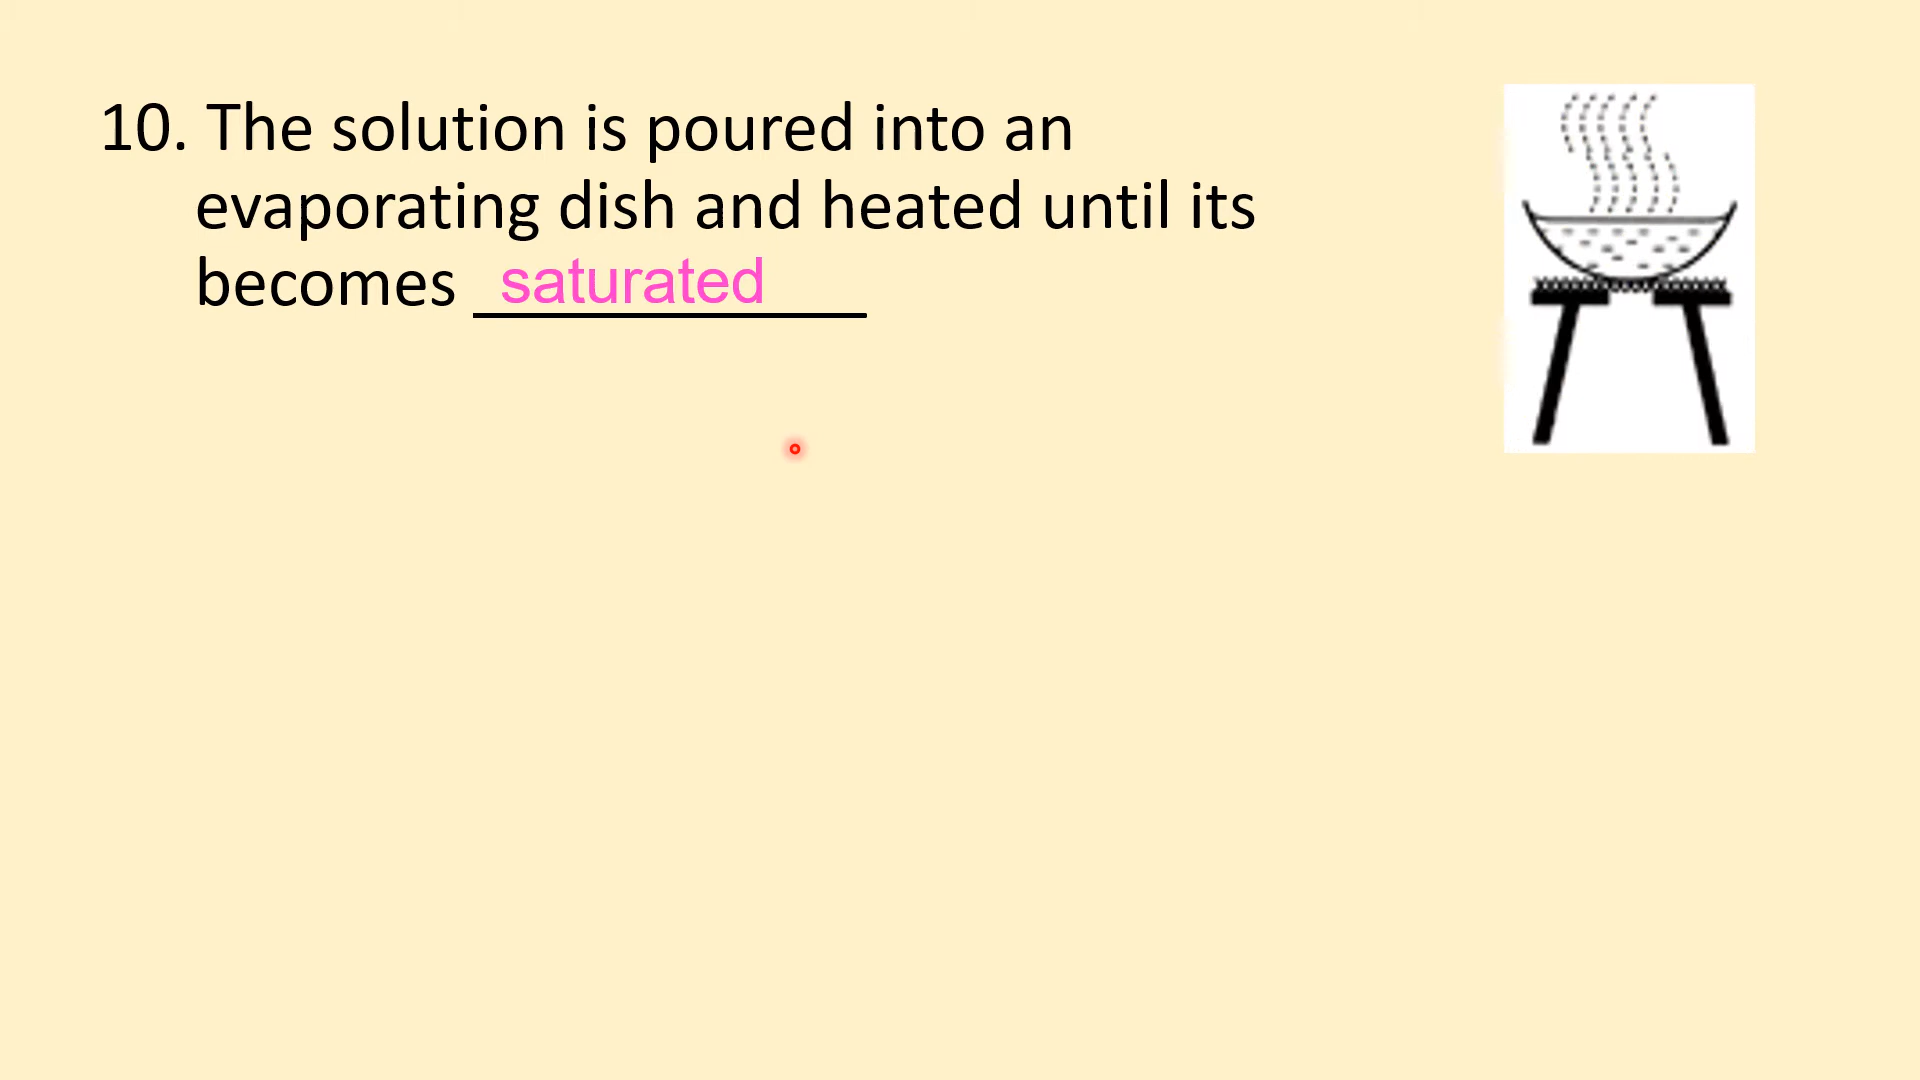 10. The solution is poured into an
evaporating dish and heated until its
becomes saturated